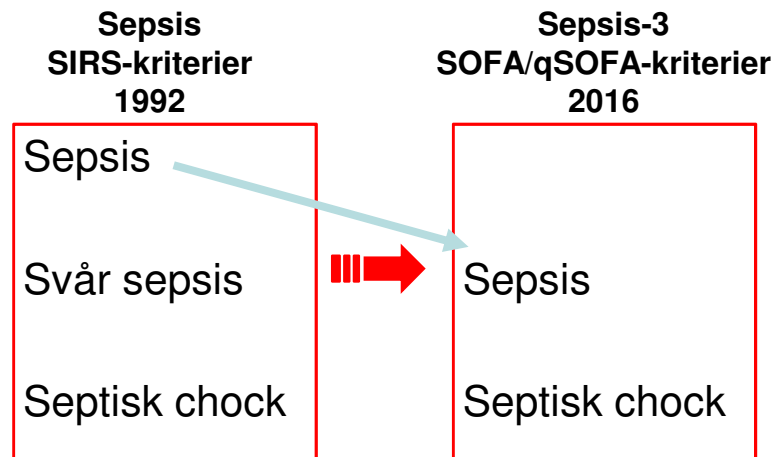 Sepsis
SIRS-kriterier
1992
Sepsis
Svår sepsis
Septisk chock
Sepsis-3
SOFA/qSOFA-kriterier
2016
Sepsis
Septisk chock